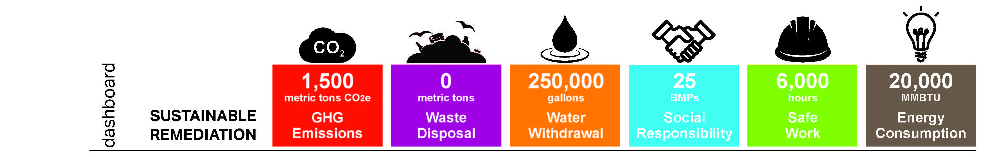 dashboard
SUSTAINABLE
REMEDIATION
CO2
1,500
metric tons CO2e
GHG
Emissions
0
metric tons
Waste
Disposal
250,000
gallons
Water
Withdrawal
25
BMPs
Social
Responsibility
6,000
hours
Safe
Work
20,000
MMBTU
Energy
Consumption